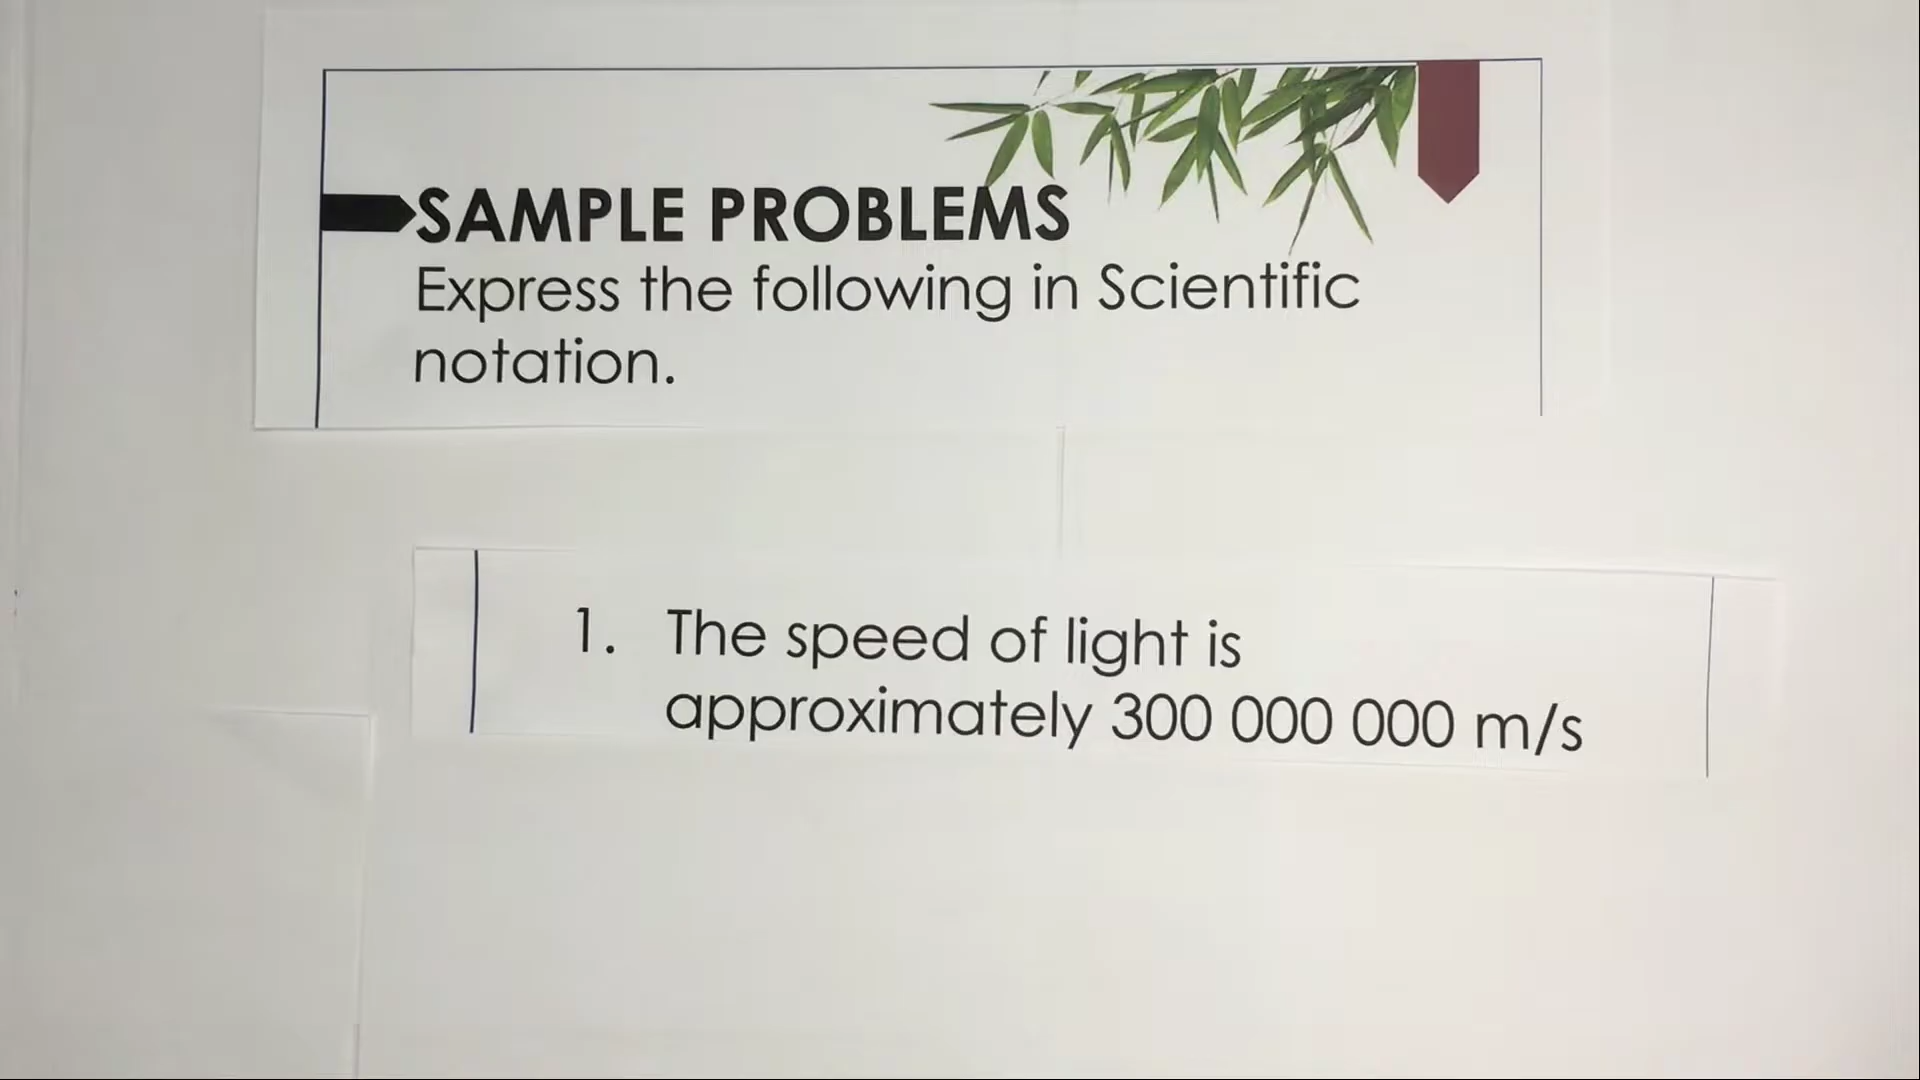 SAMPLE PROBLEMS
Express the following in Scientific
notation.
1. The speed of light is
approximately 300 000 000 m/s